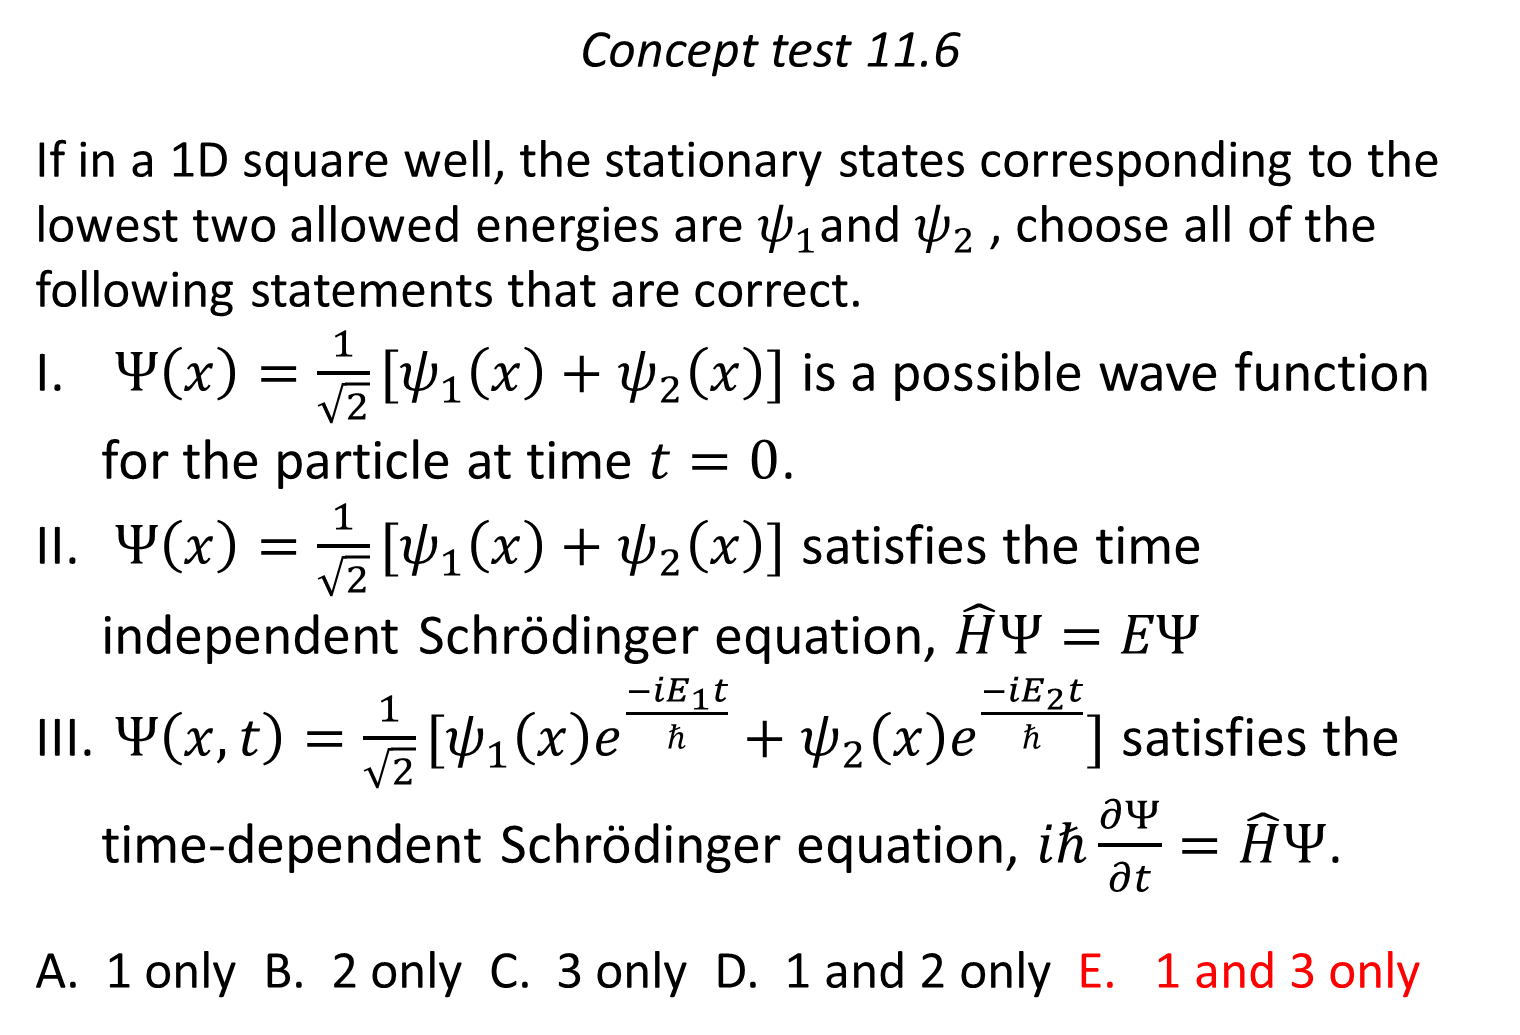 Concept test 11.6
If in a 1D square well, the stationary states corresponding to the
lowest two allowed energies are ψ₁and ψ₂ , choose all of the
following statements that are correct.
I. Ψ(x) = 1/√2 [ψ₁(x) + ψ₂(x)] is a possible wave function
for the particle at time t = 0.
II. Ψ(x) = 1/√2 [ψ₁(x) + ψ₂(x)] satisfies the time
independent Schrödinger equation, ĤΨ = EΨ
III. Ψ(x, t) = 1/√2 [ψ₁(x)e^(−iE₁t/ħ) + ψ₂(x)e^(−iE₂t/ħ)] satisfies the
time-dependent Schrödinger equation, iħ ∂Ψ/∂t = ĤΨ.
A. 1 only B. 2 only C. 3 only D. 1 and 2 only E. 1 and 3 only